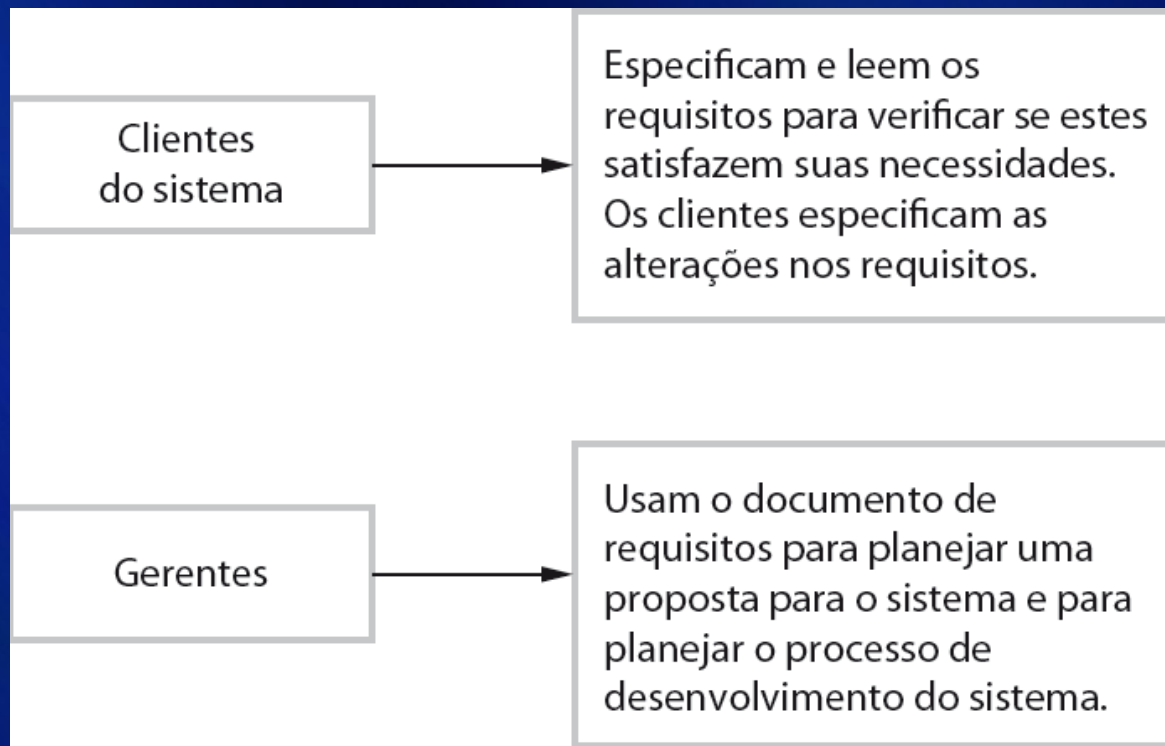 Clientes
do sistema
Especificam e leem os
requisitos para verificar se estes
satisfazem suas necessidades.
Os clientes especificam as
alterações nos requisitos.
Gerentes
Usam o documento de
requisitos para planejar uma
proposta para o sistema e para
planejar o processo de
desenvolvimento do sistema.